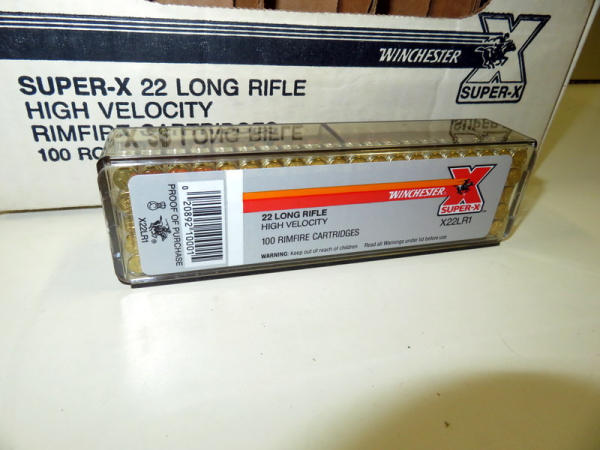 WINCHESTER
X
SUPER-X
SUPER-X 22 LONG RIFLE
HIGH VELOCITY
RIMFIRE CARTRIDGES
100 RO
PROOF OF PURCHASE
X22LR1
0 20892 10001
WINCHESTER
X
SUPER-X
X22LR1
22 LONG RIFLE
HIGH VELOCITY
100 RIMFIRE CARTRIDGES
WARNING: Keep out of reach of children Read all Warnings under lid before use